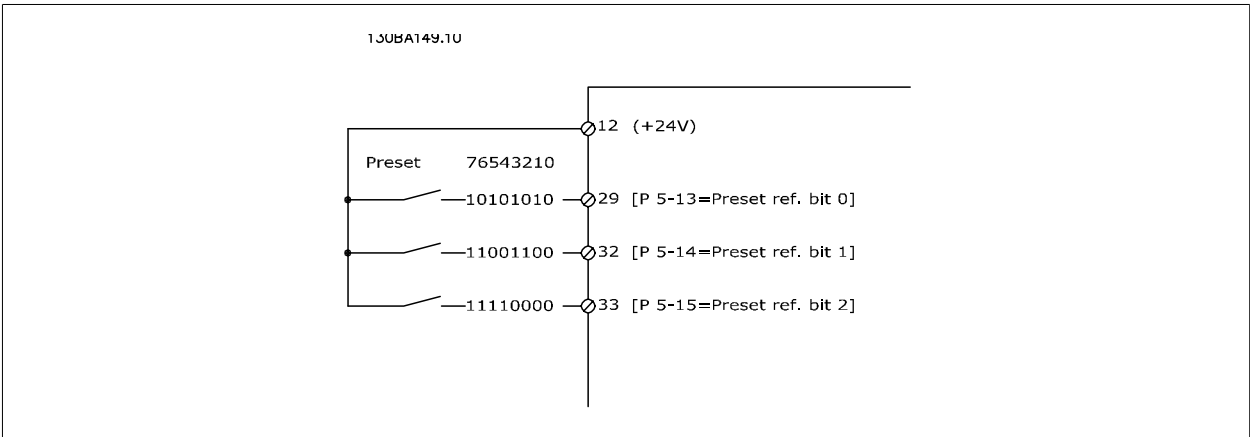 130BA149.10
12 (+24V)
Preset 76543210
10101010 29 [P 5-13=Preset ref. bit 0]
11001100 32 [P 5-14=Preset ref. bit 1]
11110000 33 [P 5-15=Preset ref. bit 2]